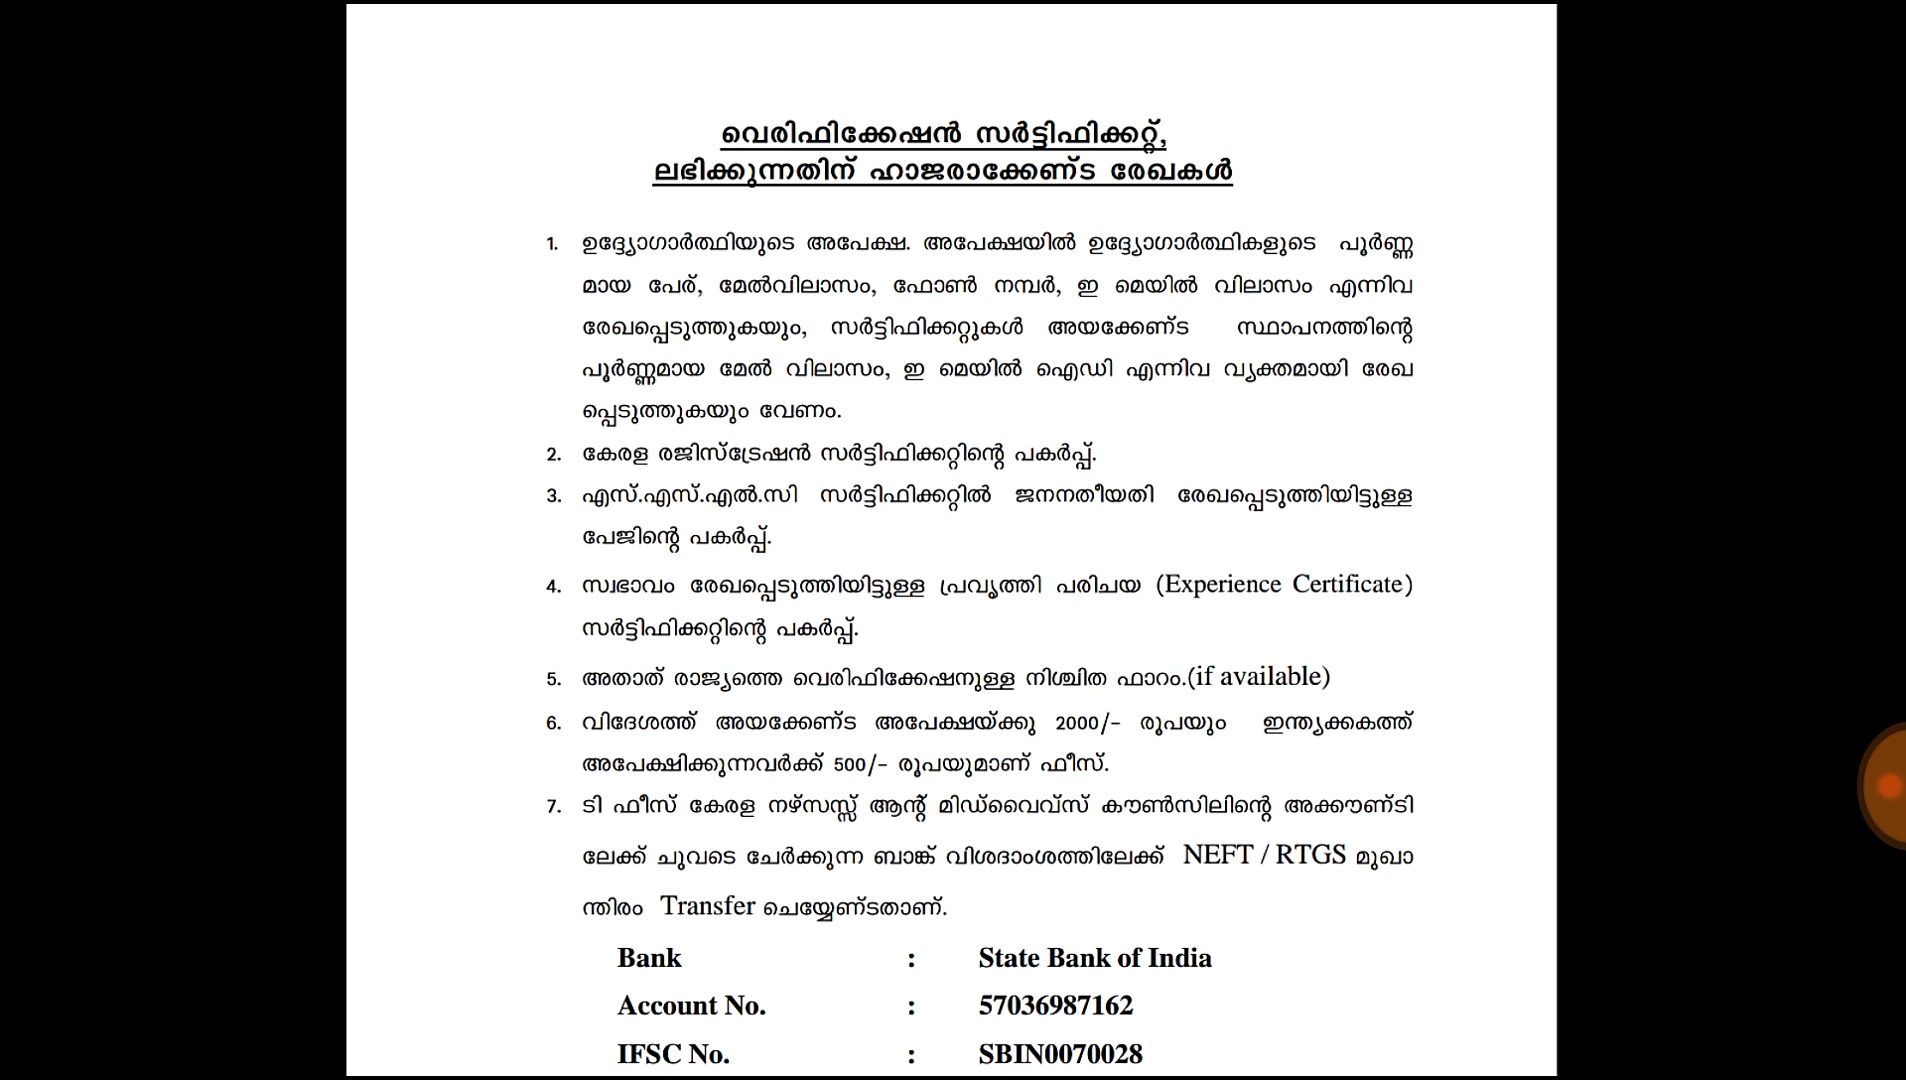 വെരിഫിക്കേഷൻ സർട്ടിഫിക്കറ്റ്,
ലഭിക്കുന്നതിന് ഹാജരാക്കേണ്ട രേഖകൾ
1. ഉദ്ദ്യോഗാർത്ഥിയുടെ അപേക്ഷ. അപേക്ഷയിൽ ഉദ്ദ്യോഗാർത്ഥികളുടെ പൂർണ്ണ
മായ പേര്, മേൽവിലാസം, ഫോൺ നമ്പർ, ഇ മെയിൽ വിലാസം എന്നിവ
രേഖപ്പെടുത്തുകയും, സർട്ടിഫിക്കറ്റുകൾ അയക്കേണ്ട സ്ഥാപനത്തിന്റെ
പൂർണ്ണമായ മേൽ വിലാസം, ഇ മെയിൽ ഐഡി എന്നിവ വ്യക്തമായി രേഖ
പ്പെടുത്തുകയും വേണം.
2. കേരള രജിസ്ട്രേഷൻ സർട്ടിഫിക്കറ്റിന്റെ പകർപ്പ്.
3. എസ്.എസ്.എൽ.സി സർട്ടിഫിക്കറ്റിൽ ജനനതീയതി രേഖപ്പെടുത്തിയിട്ടുള്ള
പേജിന്റെ പകർപ്പ്.
4. സ്വഭാവം രേഖപ്പെടുത്തിയിട്ടുള്ള പ്രവൃത്തി പരിചയ (Experience Certificate)
സർട്ടിഫിക്കറ്റിന്റെ പകർപ്പ്.
5. അതാത് രാജ്യത്തെ വെരിഫിക്കേഷനുള്ള നിശ്ചിത ഫാറം.(if available)
6. വിദേശത്ത് അയക്കേണ്ട അപേക്ഷയ്ക്കു 2000/- രൂപയും ഇന്ത്യക്കകത്ത്
അപേക്ഷിക്കുന്നവർക്ക് 500/- രൂപയുമാണ് ഫീസ്.
7. ടി ഫീസ് കേരള നഴ്സസ്സ് ആന്റ് മിഡ്വൈവ്സ് കൗൺസിലിന്റെ അക്കൗണ്ടി
ലേക്ക് ചുവടെ ചേർക്കുന്ന ബാങ്ക് വിശദാംശത്തിലേക്ക് NEFT / RTGS മുഖാ
ന്തിരം Transfer ചെയ്യേണ്ടതാണ്.
Bank : State Bank of India
Account No. : 57036987162
IFSC No. : SBIN0070028